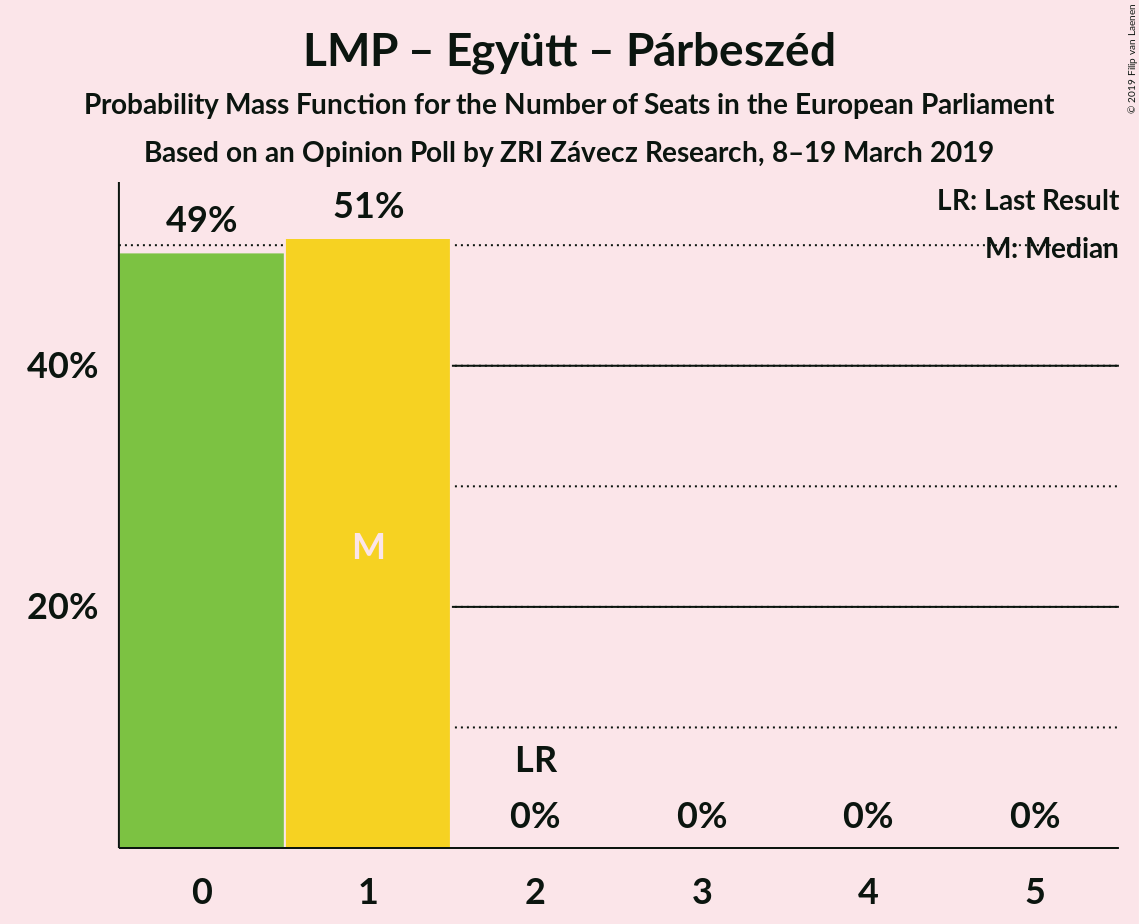 LMP – Együtt – Párbeszéd
Probability Mass Function for the Number of Seats in the European Parliament
Based on an Opinion Poll by ZRI Závecz Research, 8–19 March 2019
© 2019 Filip van Laenen
LR: Last Result
M: Median
49%
51%
40%
20%
M
LR
0%
0%
0%
0%
0
1
2
3
4
5